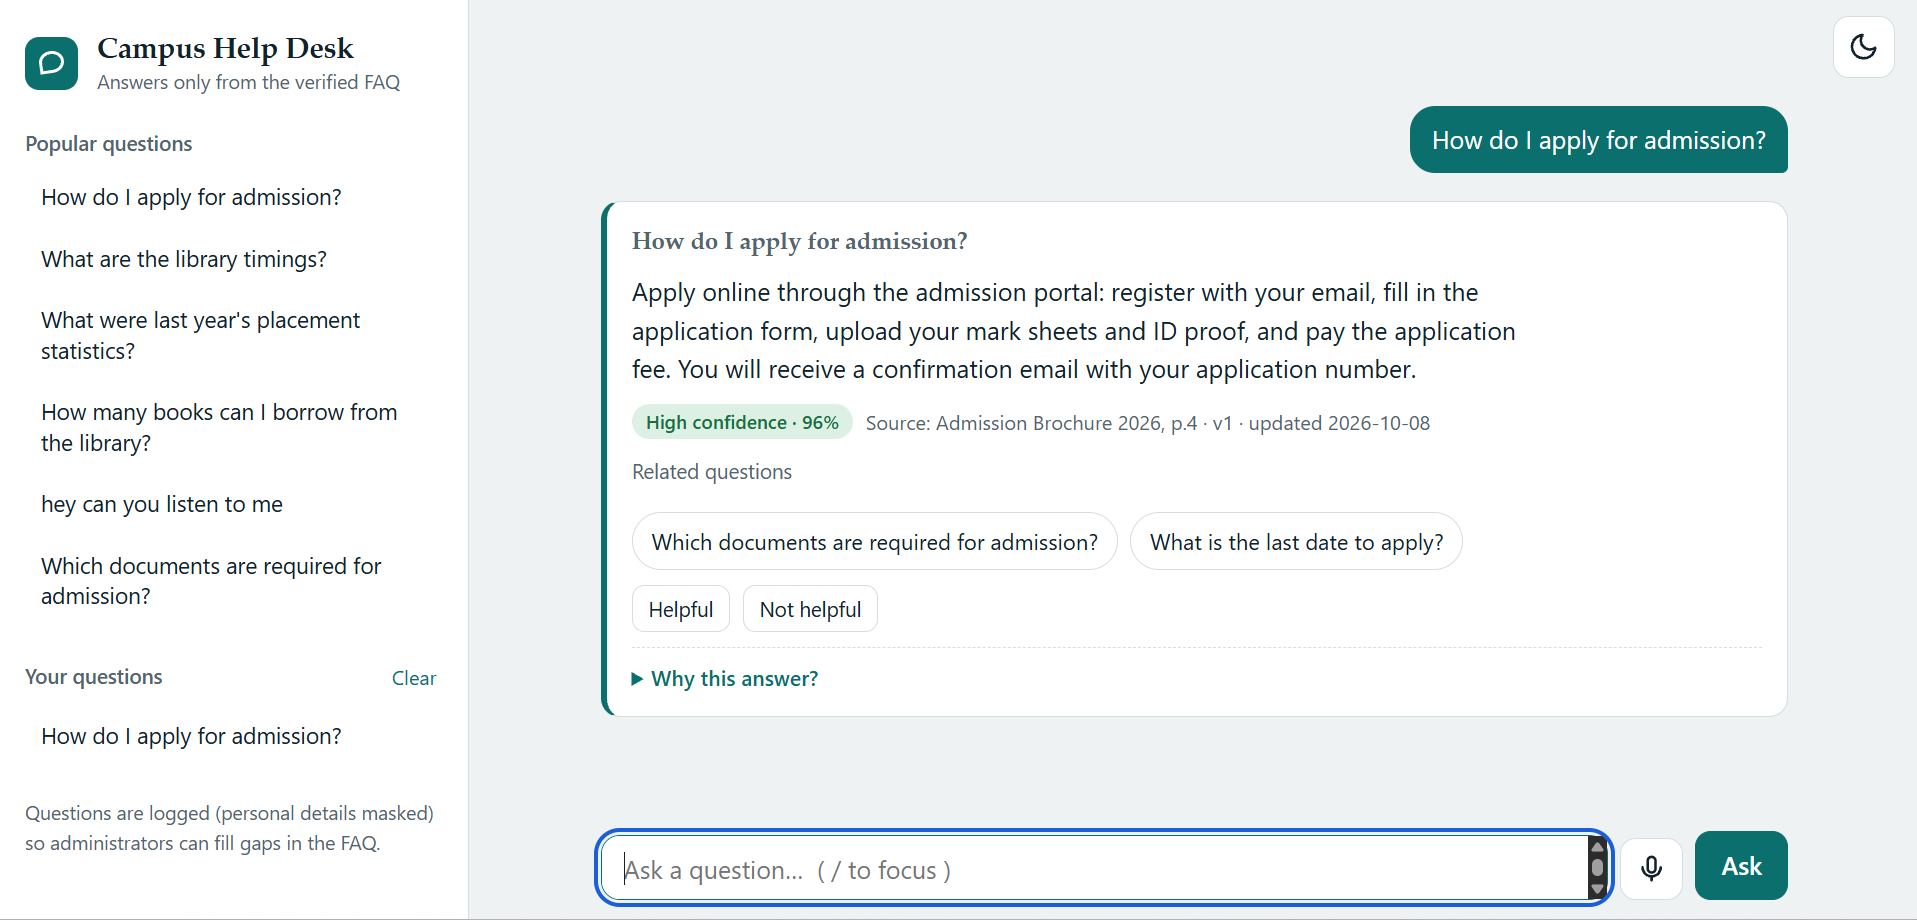 Campus Help Desk
Answers only from the verified FAQ
Popular questions
How do I apply for admission?
What are the library timings?
What were last year's placement
statistics?
How many books can I borrow from
the library?
hey can you listen to me
Which documents are required for
admission?
Your questions
Clear
How do I apply for admission?
Questions are logged (personal details masked)
so administrators can fill gaps in the FAQ.
How do I apply for admission?
How do I apply for admission?
Apply online through the admission portal: register with your email, fill in the
application form, upload your mark sheets and ID proof, and pay the application
fee. You will receive a confirmation email with your application number.
High confidence · 96% Source: Admission Brochure 2026, p.4 · v1 · updated 2026-10-08
Related questions
Which documents are required for admission? What is the last date to apply?
Helpful Not helpful
Why this answer?
Ask a question... ( / to focus )
Ask